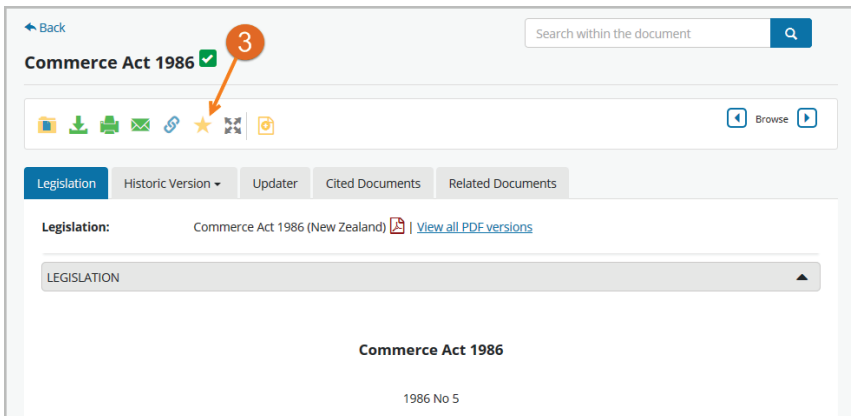 Back
Search within the document
3
Commerce Act 1986
Browse
Legislation Historic Version Updater Cited Documents Related Documents
Legislation: Commerce Act 1986 (New Zealand) | View all PDF versions
LEGISLATION
Commerce Act 1986
1986 No 5